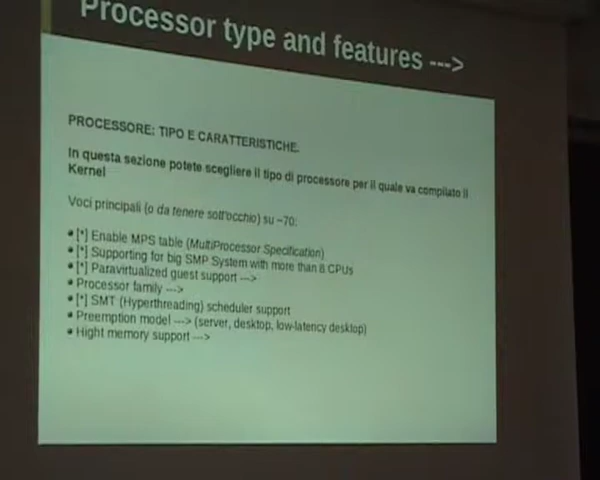 Processor type and features --->
PROCESSORE: TIPO E CARATTERISTICHE.
In questa sezione potete scegliere il tipo di processore per il quale va compilato il
Kernel
Voci principali (o da tenere sott'occhio) su ~70:
[*] Enable MPS table (MultiProcessor Specification)
[*] Supporting for big SMP System with more than 8 CPUs
[*] Paravirtualized guest support --->
Processor family --->
[*] SMT (Hyperthreading) scheduler support
Preemption model ---> (server, desktop, low-latency desktop)
Hight memory support --->